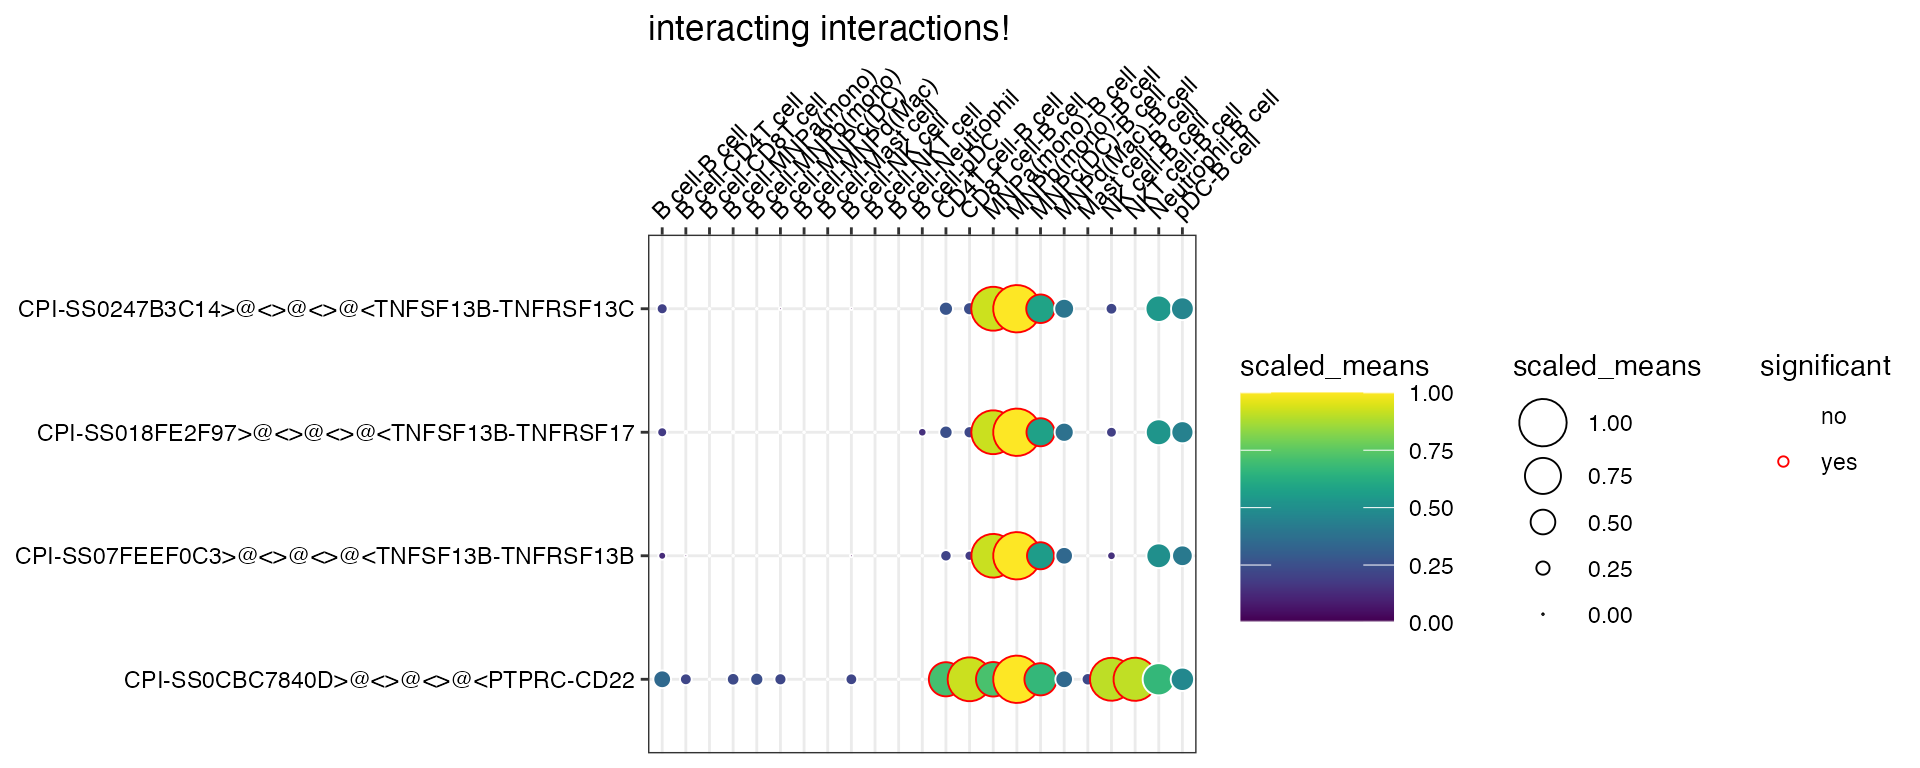 interacting interactions!
B cell-B cell
B cell-CD4T cell
B cell-CD8T cell
B cell-MNPa(mono)
B cell-MNPb(mono)
B cell-MNPc(DC)
B cell-MNPd(Mac)
B cell-Mast cell
B cell-NK cell
B cell-NKT cell
B cell-Neutrophil
B cell-pDC
CD4T cell-B cell
CD8T cell-B cell
MNPa(mono)-B cell
MNPb(mono)-B cell
MNPc(DC)-B cell
MNPd(Mac)-B cell
Mast cell-B cell
NK cell-B cell
NKT cell-B cell
Neutrophil-B cell
pDC-B cell
CPI-SS0247B3C14>@<>@<>@<TNFSF13B-TNFRSF13C
CPI-SS018FE2F97>@<>@<>@<TNFSF13B-TNFRSF17
CPI-SS07FEEF0C3>@<>@<>@<TNFSF13B-TNFRSF13B
CPI-SS0CBC7840D>@<>@<>@<PTPRC-CD22
scaled_means
1.00
0.75
0.50
0.25
0.00
scaled_means
1.00
0.75
0.50
0.25
0.00
significant
no
yes